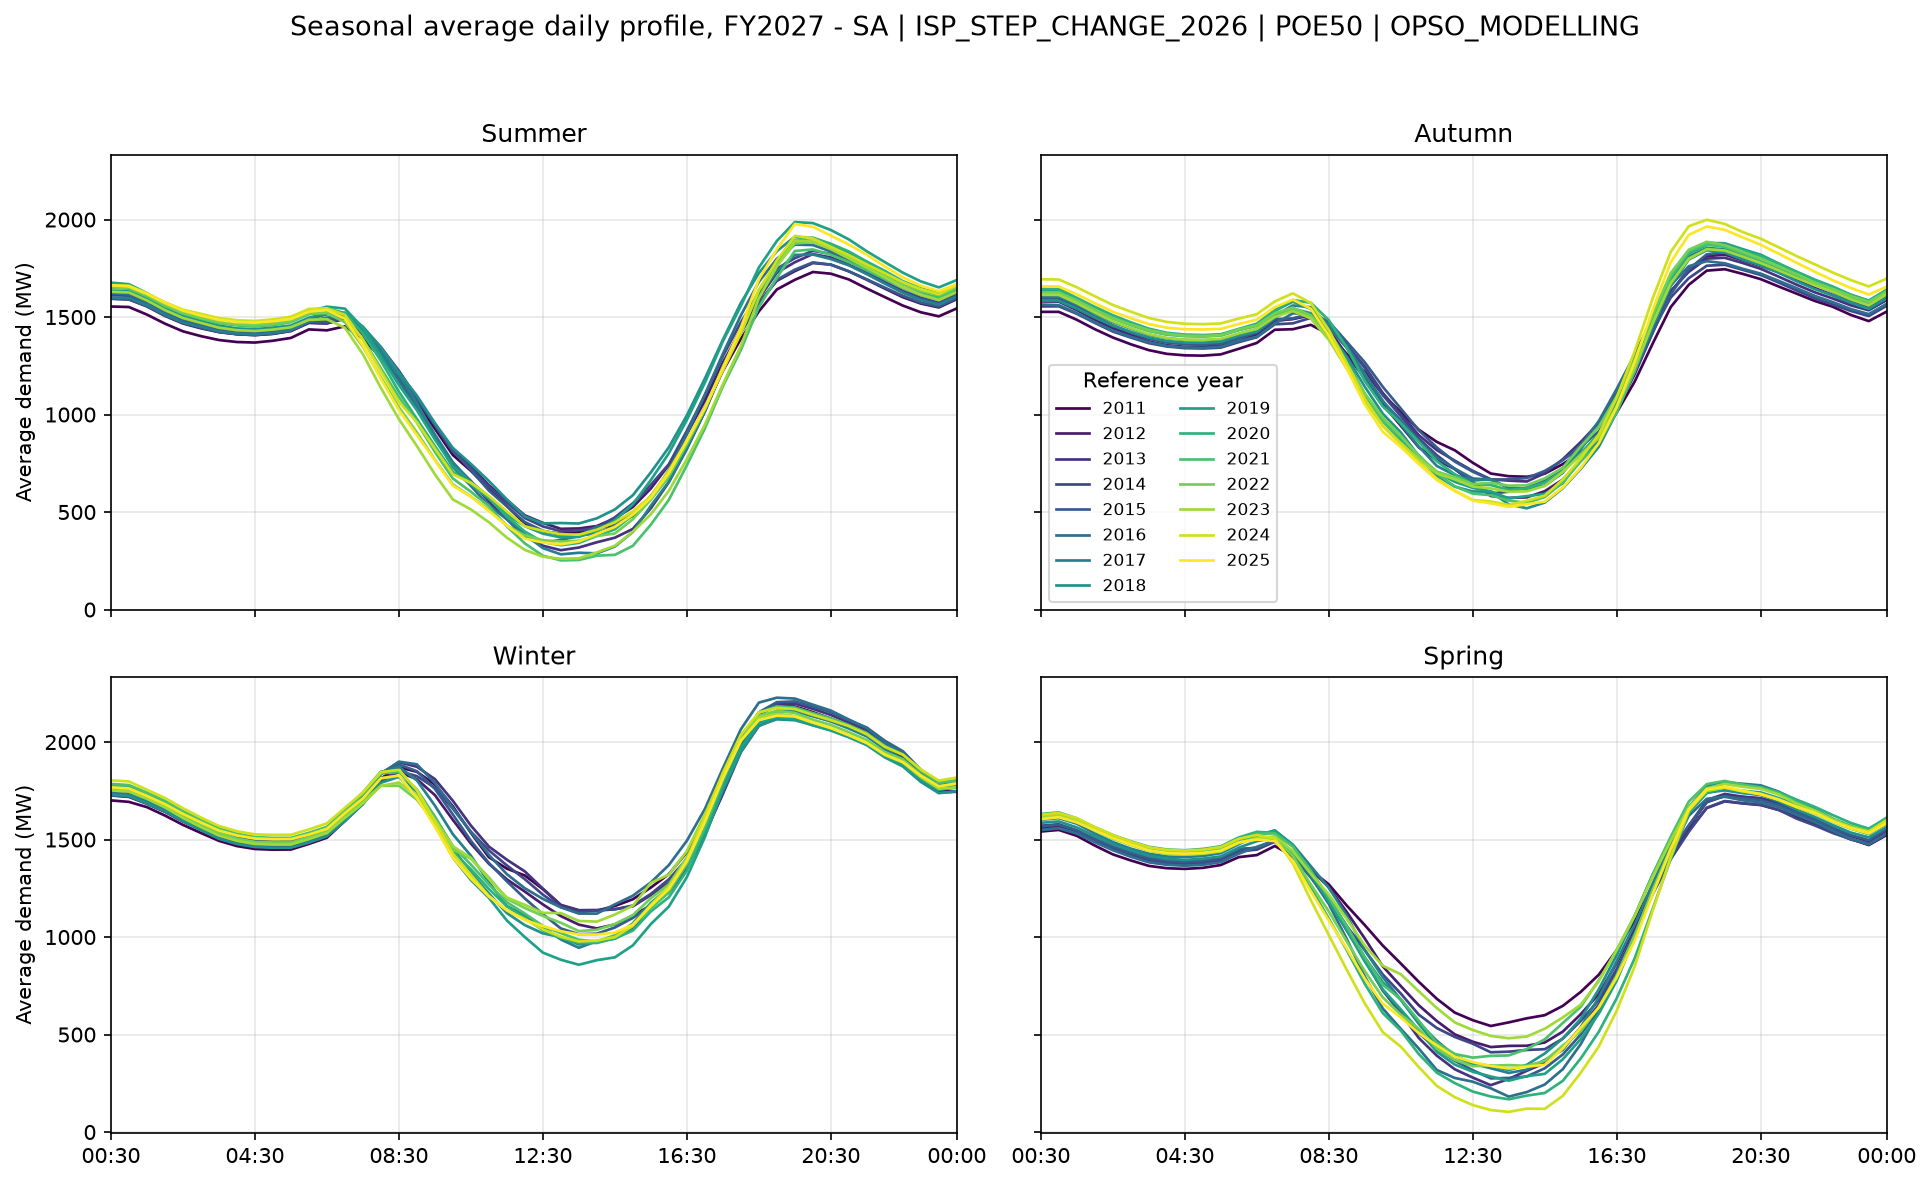 Seasonal average daily profile, FY2027 - SA | ISP_STEP_CHANGE_2026 | POE50 | OPSO_MODELLING
Summer
Average demand (MW)
2000
1500
1000
500
0
Autumn
Reference year
2011
2012
2013
2014
2015
2016
2017
2018
2019
2020
2021
2022
2023
2024
2025
Winter
Average demand (MW)
2000
1500
1000
500
0
00:30 04:30 08:30 12:30 16:30 20:30 00:00
Spring
00:30 04:30 08:30 12:30 16:30 20:30 00:00